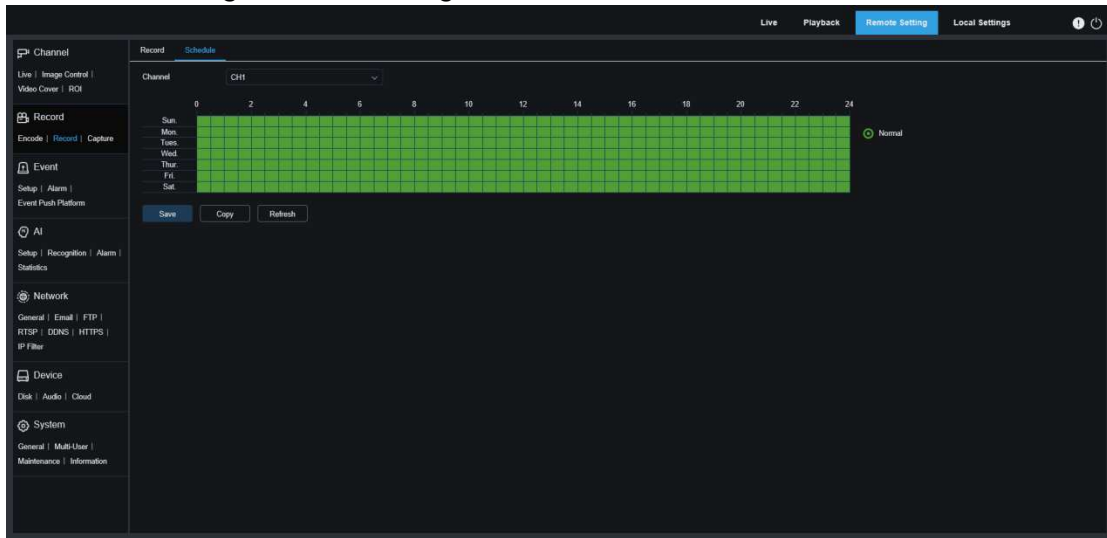 Live Playback Remote Setting Local Settings
Channel
Live | Image Control |
Video Cover | ROI
Record
Encode | Record | Capture
Event
Setup | Alarm |
Event Push Platform
AI
Setup | Recognition | Alarm |
Statistics
Network
General | Email | FTP |
RTSP | DDNS | HTTPS |
IP Filter
Device
Disk | Audio | Cloud
System
General | Multi-User |
Maintenance | Information
Record Schedule
Channel CH1
0 2 4 6 8 10 12 14 16 18 20 22 24
Sun.
Mon.
Tues.
Wed.
Thur.
Fri.
Sat.
Normal
Save Copy Refresh